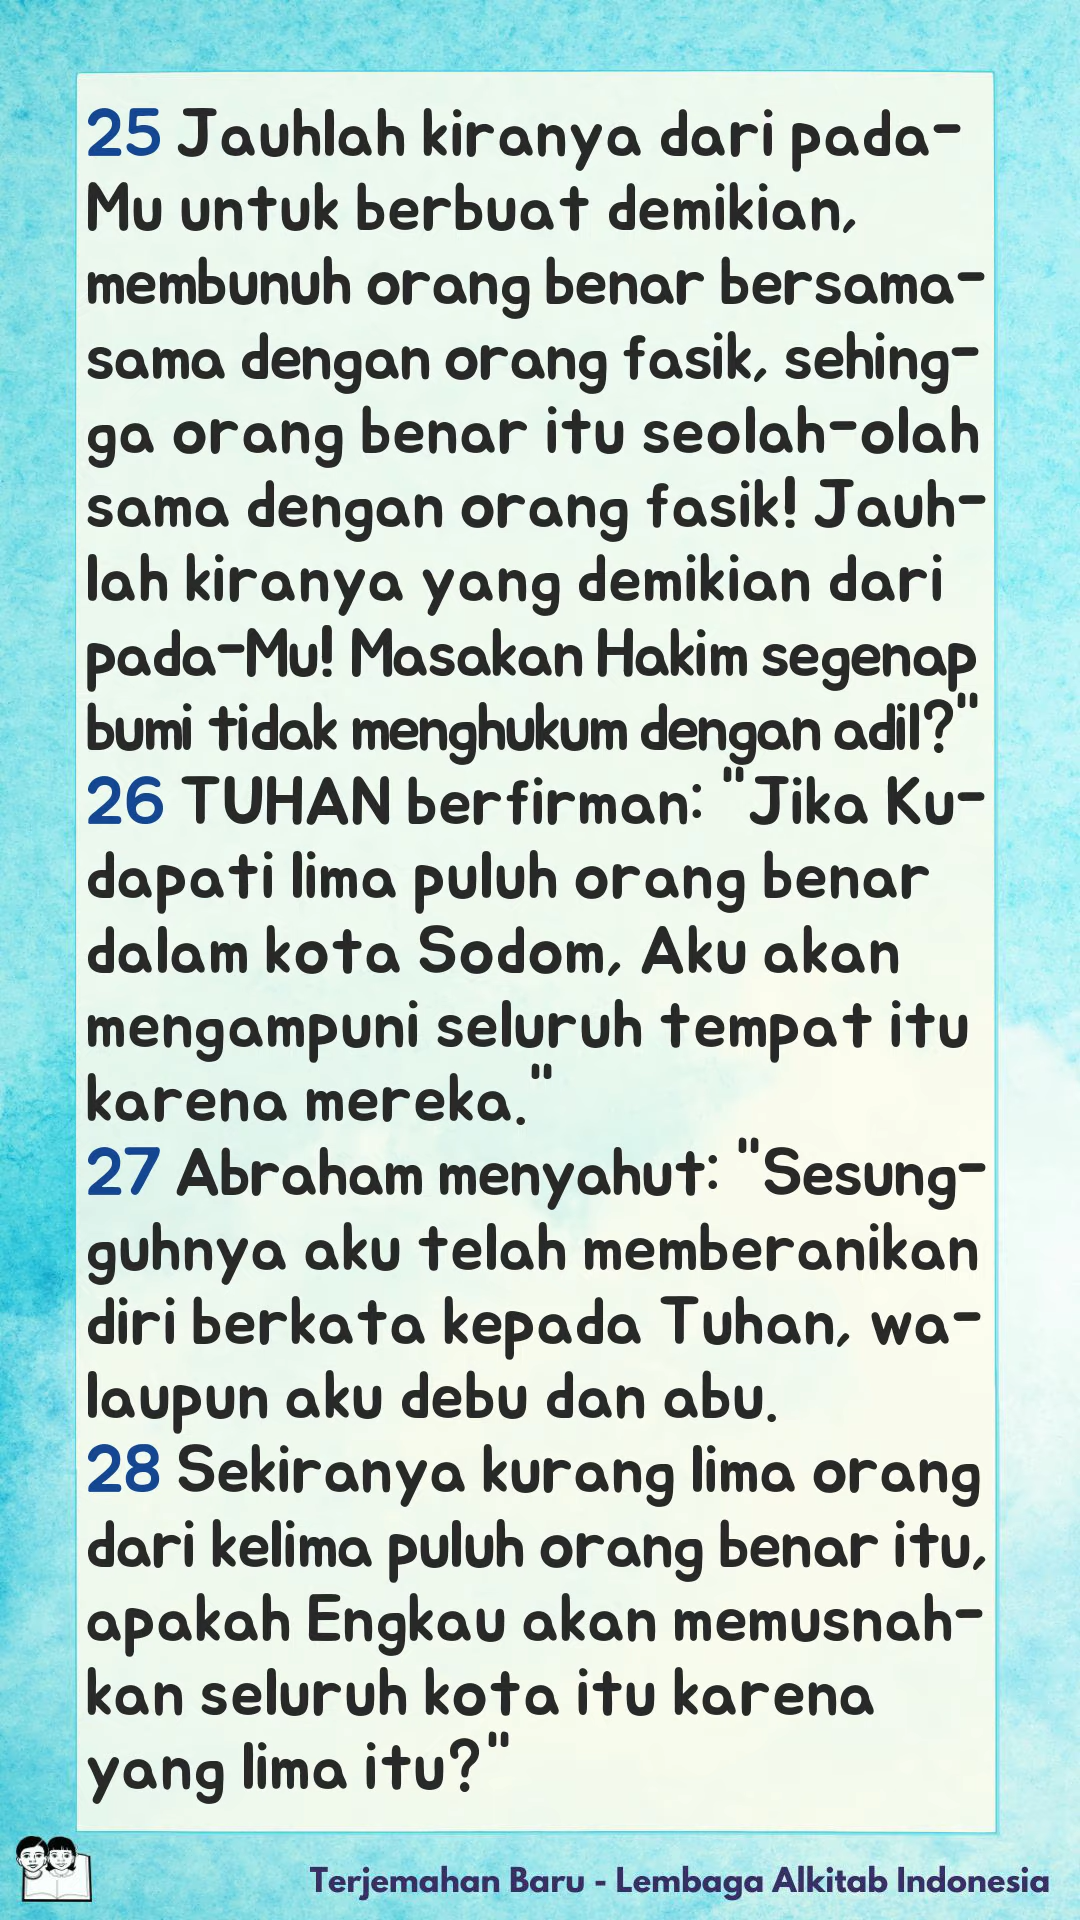 25 Jauhlah kiranya dari pada-
Mu untuk berbuat demikian,
membunuh orang benar bersama-
sama dengan orang fasik, sehing-
ga orang benar itu seolah-olah
sama dengan orang fasik! Jauh-
lah kiranya yang demikian dari
pada-Mu! Masakan Hakim segenap
bumi tidak menghukum dengan adil?"
26 TUHAN berfirman: "Jika Ku-
dapati lima puluh orang benar
dalam kota Sodom, Aku akan
mengampuni seluruh tempat itu
karena mereka."
27 Abraham menyahut: "Sesung-
guhnya aku telah memberanikan
diri berkata kepada Tuhan, wa-
laupun aku debu dan abu.
28 Sekiranya kurang lima orang
dari kelima puluh orang benar itu,
apakah Engkau akan memusnah-
kan seluruh kota itu karena
yang lima itu?"
Terjemahan Baru - Lembaga Alkitab Indonesia